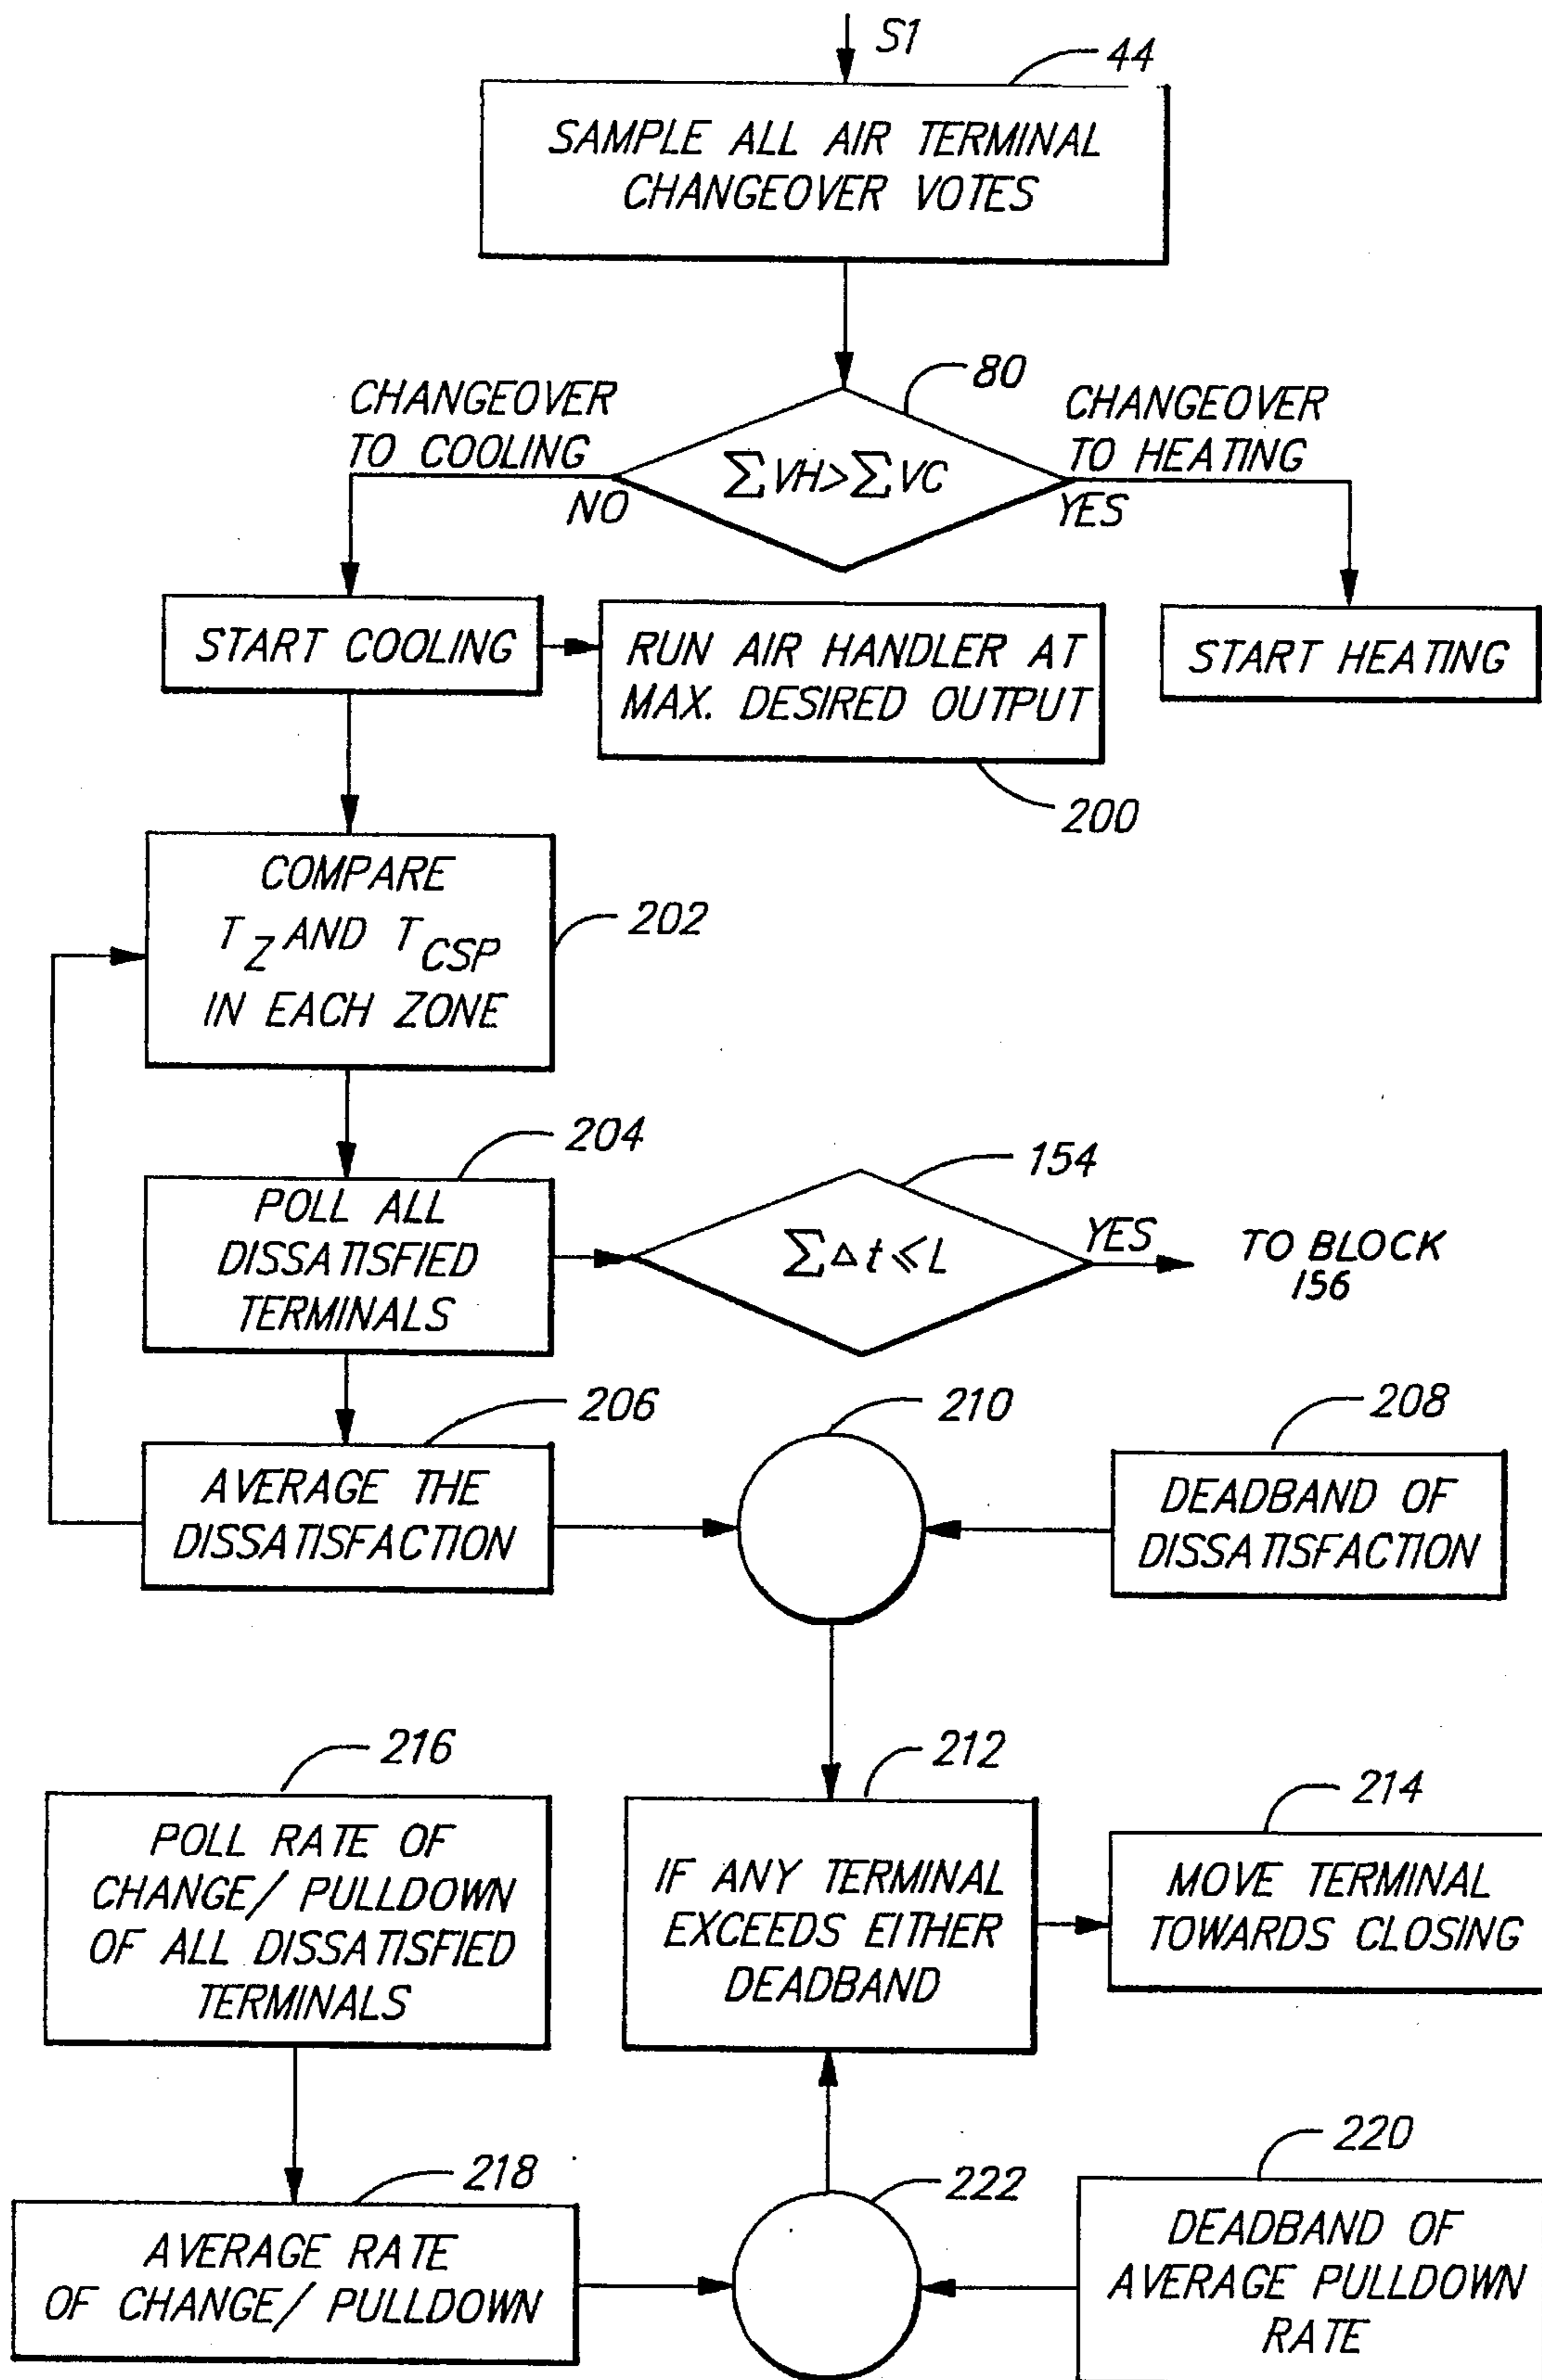 S1
44
SAMPLE ALL AIR TERMINAL
CHANGEOVER VOTES
80
CHANGEOVER
TO COOLING
NO
ΣVH>ΣVC
CHANGEOVER
TO HEATING
YES
START COOLING
RUN AIR HANDLER AT
MAX. DESIRED OUTPUT
200
START HEATING
COMPARE
TZ AND TCSP
IN EACH ZONE
202
204
POLL ALL
DISSATISFIED
TERMINALS
154
ΣΔt≤L
YES
TO BLOCK
156
206
AVERAGE THE
DISSATISFACTION
210
208
DEADBAND OF
DISSATISFACTION
216
POLL RATE OF
CHANGE/ PULLDOWN
OF ALL DISSATISFIED
TERMINALS
212
IF ANY TERMINAL
EXCEEDS EITHER
DEADBAND
214
MOVE TERMINAL
TOWARDS CLOSING
218
AVERAGE RATE
OF CHANGE/ PULLDOWN
222
220
DEADBAND OF
AVERAGE PULLDOWN
RATE